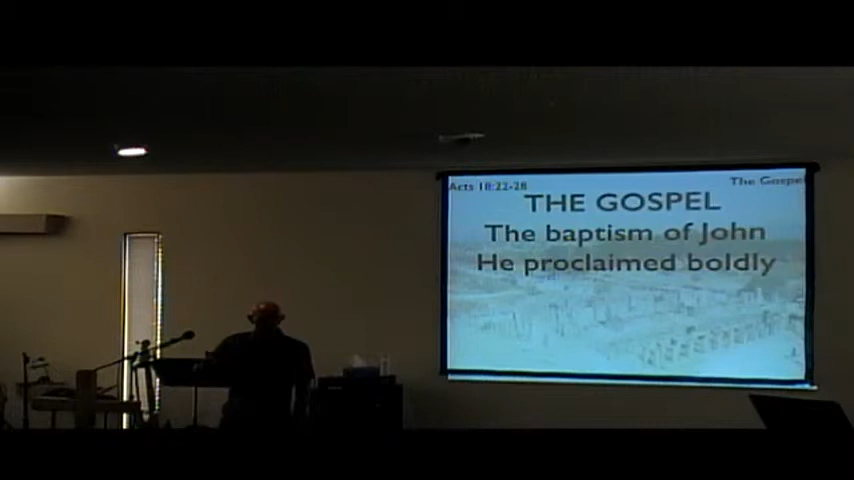 Acts 18:22-28
The Gospel
THE GOSPEL
The baptism of John
He proclaimed boldly